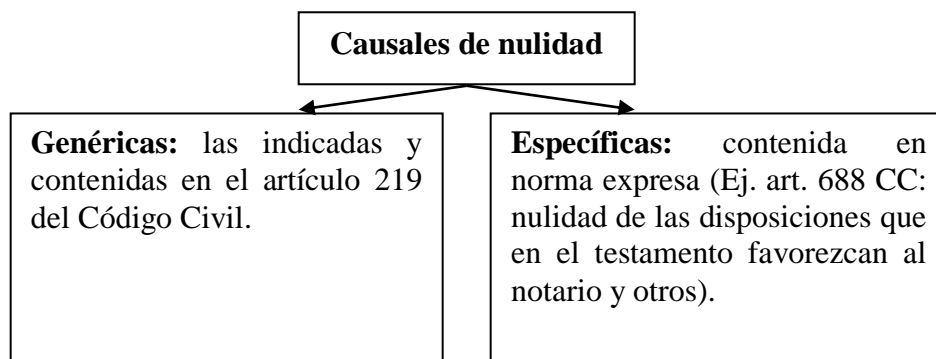 Causales de nulidad
Genéricas: las indicadas y
contenidas en el artículo 219
del Código Civil.
Específicas: contenida en
norma expresa (Ej. art. 688 CC:
nulidad de las disposiciones que
en el testamento favorezcan al
notario y otros).